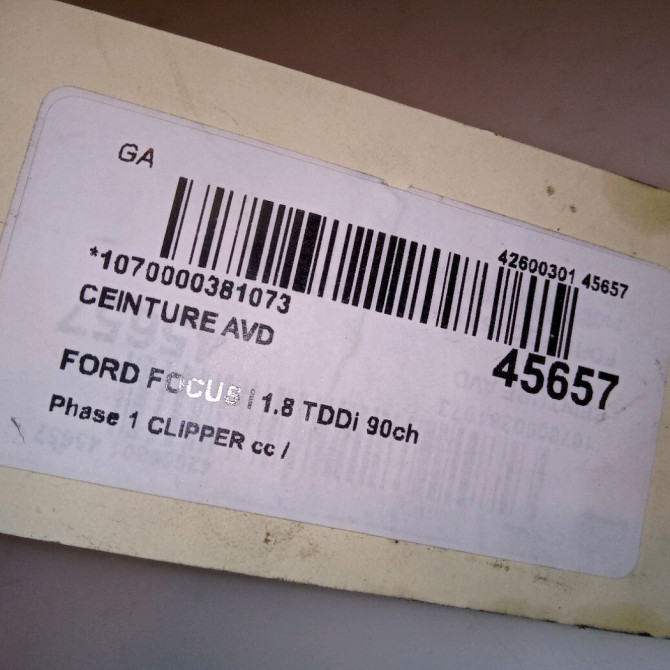 GA
42600301 45657
*1070000381073
CEINTURE AVD
45657
FORD FOCUS I 1.8 TDDi 90ch
Phase 1 CLIPPER cc /